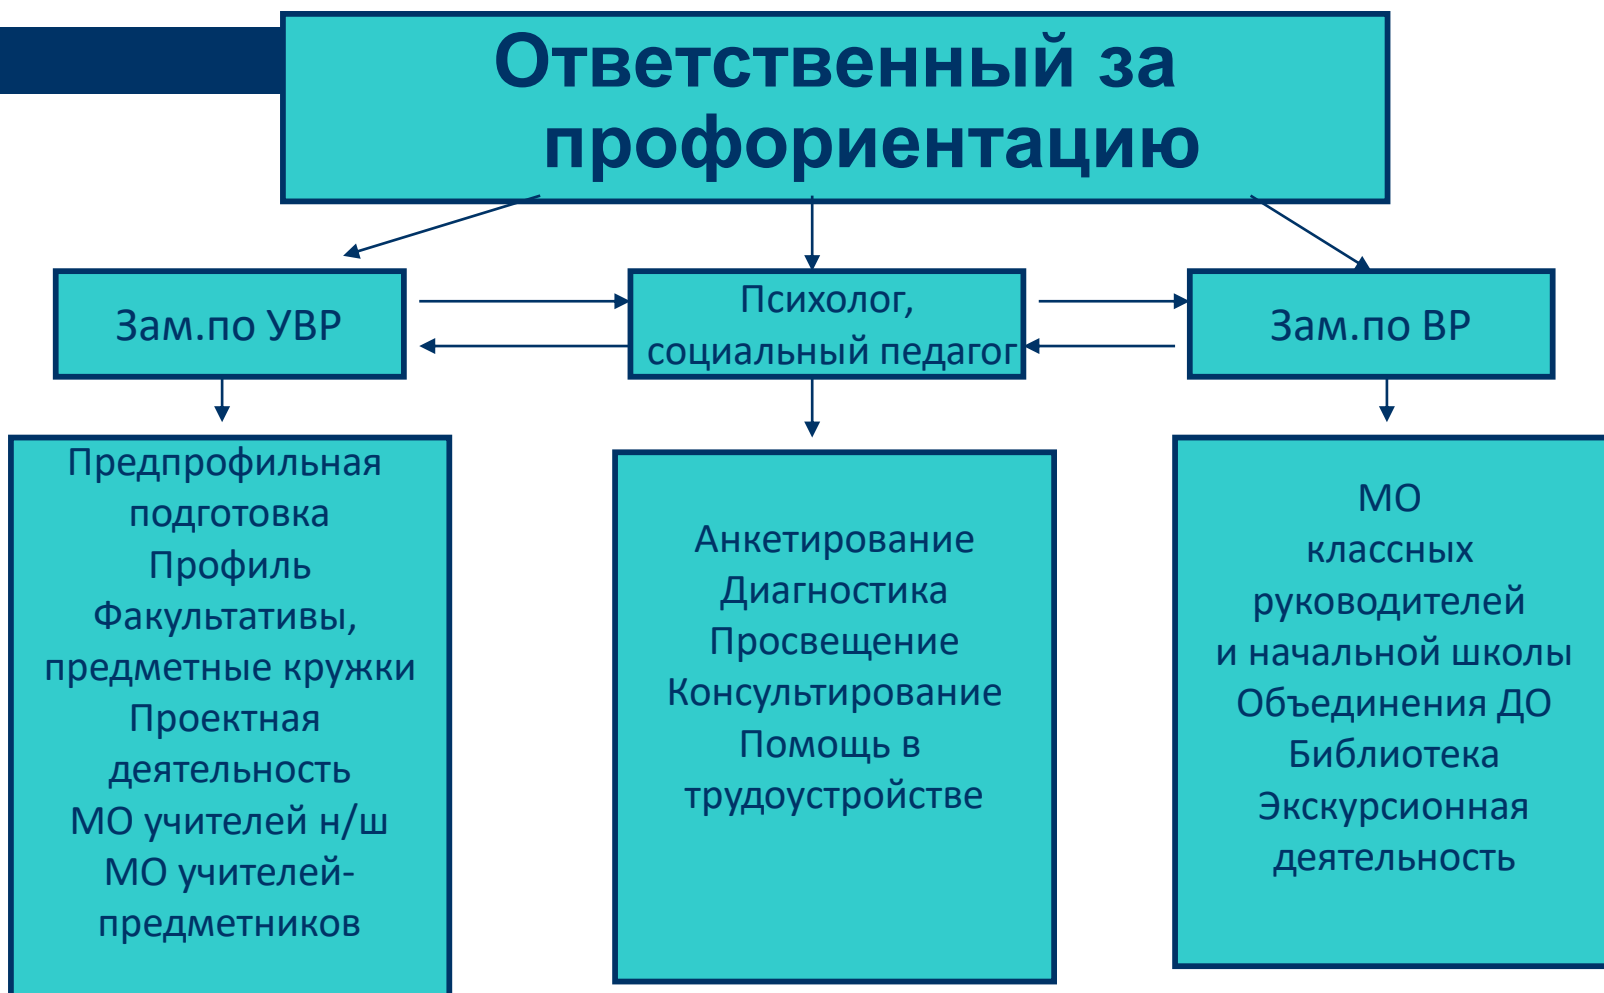 Ответственный за
профориентацию
Зам.по УВР
Психолог,
социальный педагог
Зам.по ВР
Предпрофильная
подготовка
Профиль
Факультативы,
предметные кружки
Проектная
деятельность
МО учителей н/ш
МО учителей-
предметников
Анкетирование
Диагностика
Просвещение
Консультирование
Помощь в
трудоустройстве
МО
классных
руководителей
и начальной школы
Объединения ДО
Библиотека
Экскурсионная
деятельность